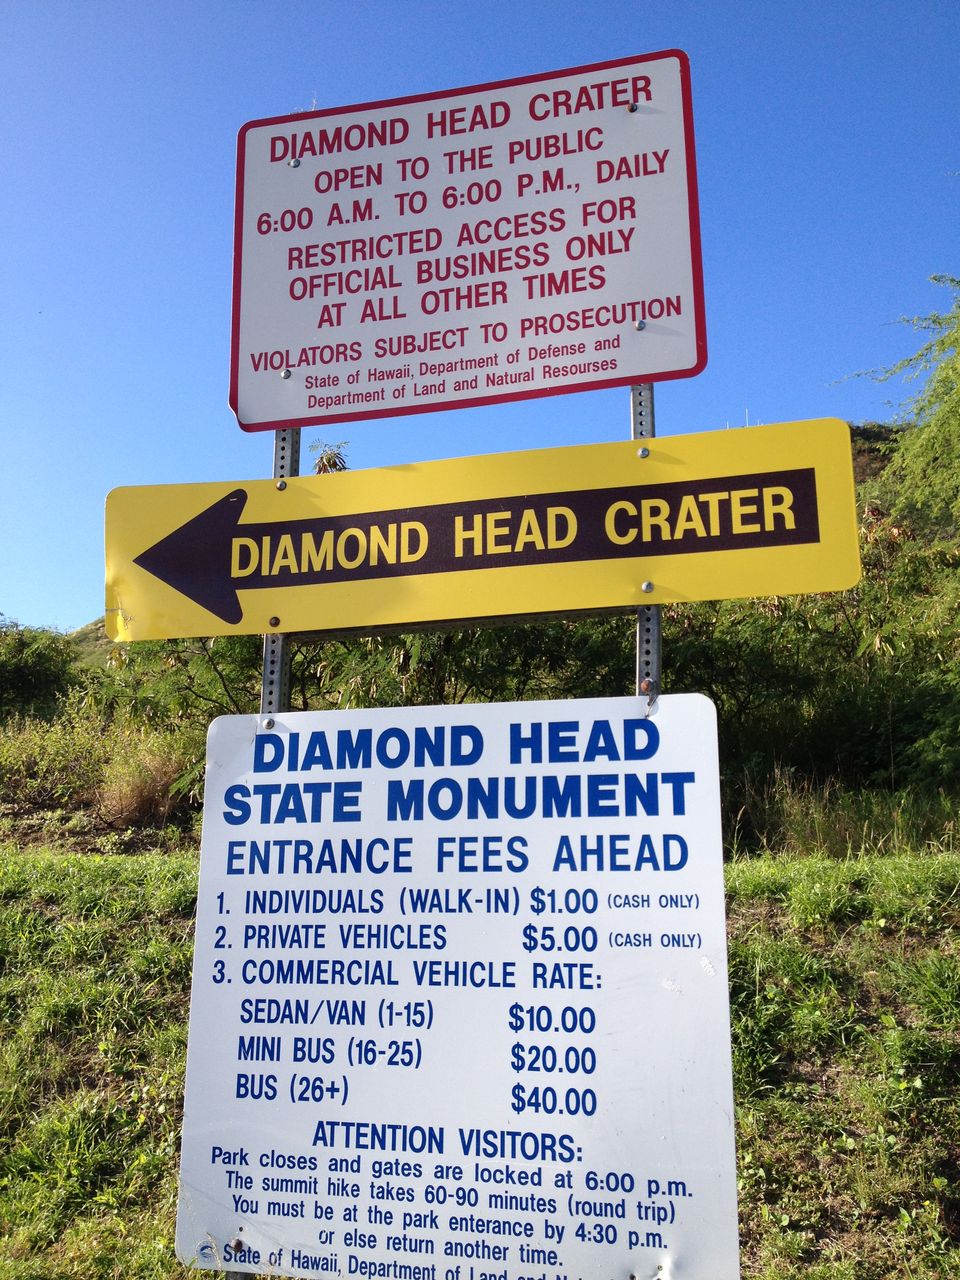 DIAMOND HEAD CRATER
OPEN TO THE PUBLIC
6:00 A.M. TO 6:00 P.M., DAILY
RESTRICTED ACCESS FOR
OFFICIAL BUSINESS ONLY
AT ALL OTHER TIMES
VIOLATORS SUBJECT TO PROSECUTION
State of Hawaii, Department of Defense and
Department of Land and Natural Resourses
DIAMOND HEAD CRATER
DIAMOND HEAD
STATE MONUMENT
ENTRANCE FEES AHEAD
1. INDIVIDUALS (WALK-IN) $1.00 (CASH ONLY)
2. PRIVATE VEHICLES $5.00 (CASH ONLY)
3. COMMERCIAL VEHICLE RATE:
SEDAN/VAN (1-15) $10.00
MINI BUS (16-25) $20.00
BUS (26+) $40.00
ATTENTION VISITORS:
Park closes and gates are locked at 6:00 p.m.
The summit hike takes 60-90 minutes (round trip)
You must be at the park enterance by 4:30 p.m.
or else return another time.
State of Hawaii, Department of Land and